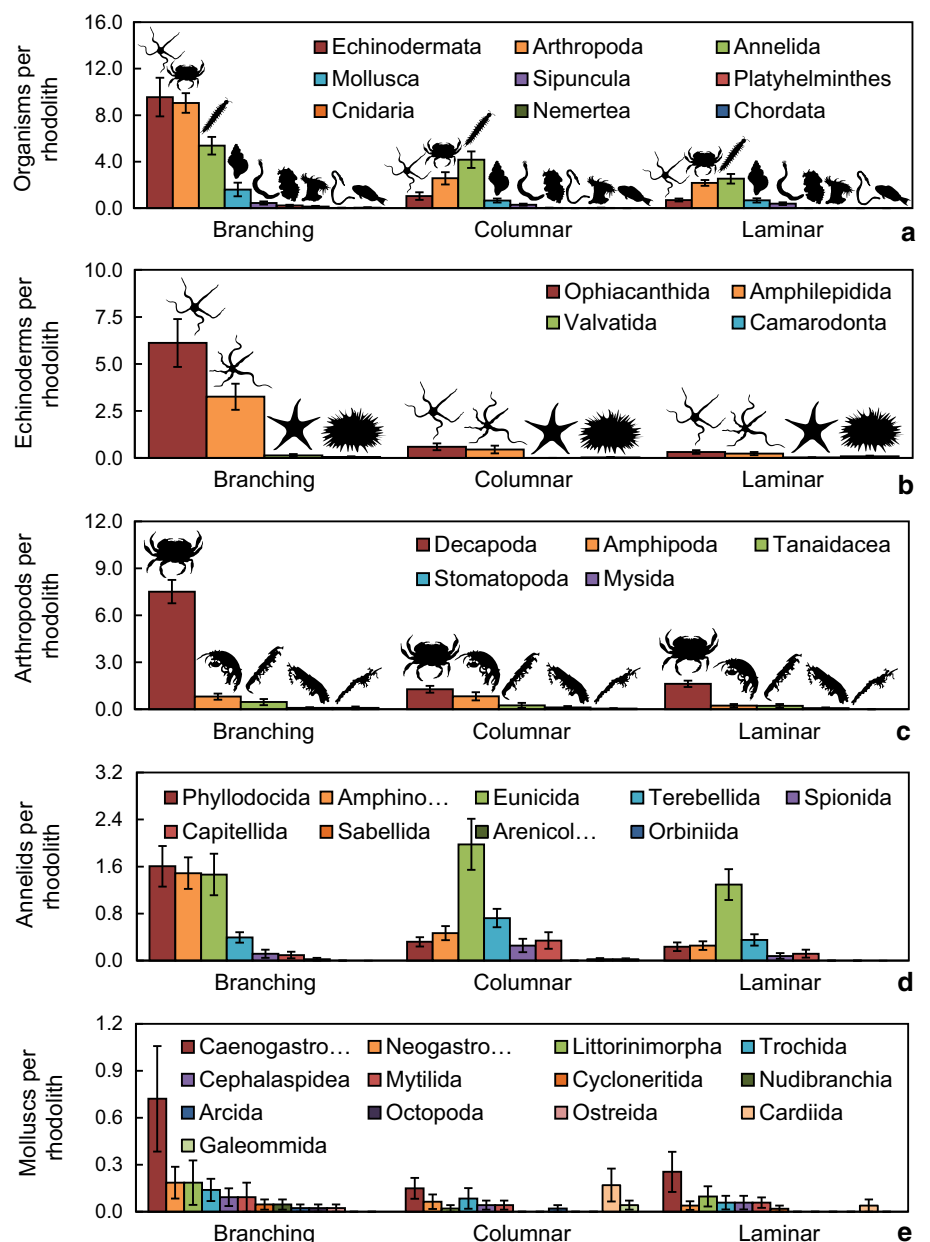 16.0
12.0
8.0
4.0
0.0
Organisms per
rhodolith
Echinodermata Arthropoda Annelida
Mollusca Sipuncula Platyhelminthes
Cnidaria Nemertea Chordata
Branching Columnar Laminar a
10.0
7.5
5.0
2.5
0.0
Echinoderms per
rhodolith
Ophiacanthida Amphilepidida
Valvatida Camarodonta
Branching Columnar Laminar b
12.0
9.0
6.0
3.0
0.0
Arthropods per
rhodolith
Decapoda Amphipoda Tanaidacea
Stomatopoda Mysida
Branching Columnar Laminar c
3.2
2.4
1.6
0.8
0.0
Annelids per
rhodolith
Phyllodocida Amphino… Eunicida Terebellida Spionida
Capitellida Sabellida Arenicol… Orbiniida
Branching Columnar Laminar d
1.2
0.9
0.6
0.3
0.0
Molluscs per
rhodolith
Caenogastro… Neogastro… Littorinimorpha Trochida
Cephalaspidea Mytilida Cycloneritida Nudibranchia
Arcida Octopoda Ostreida Cardiida
Galeommida
Branching Columnar Laminar e